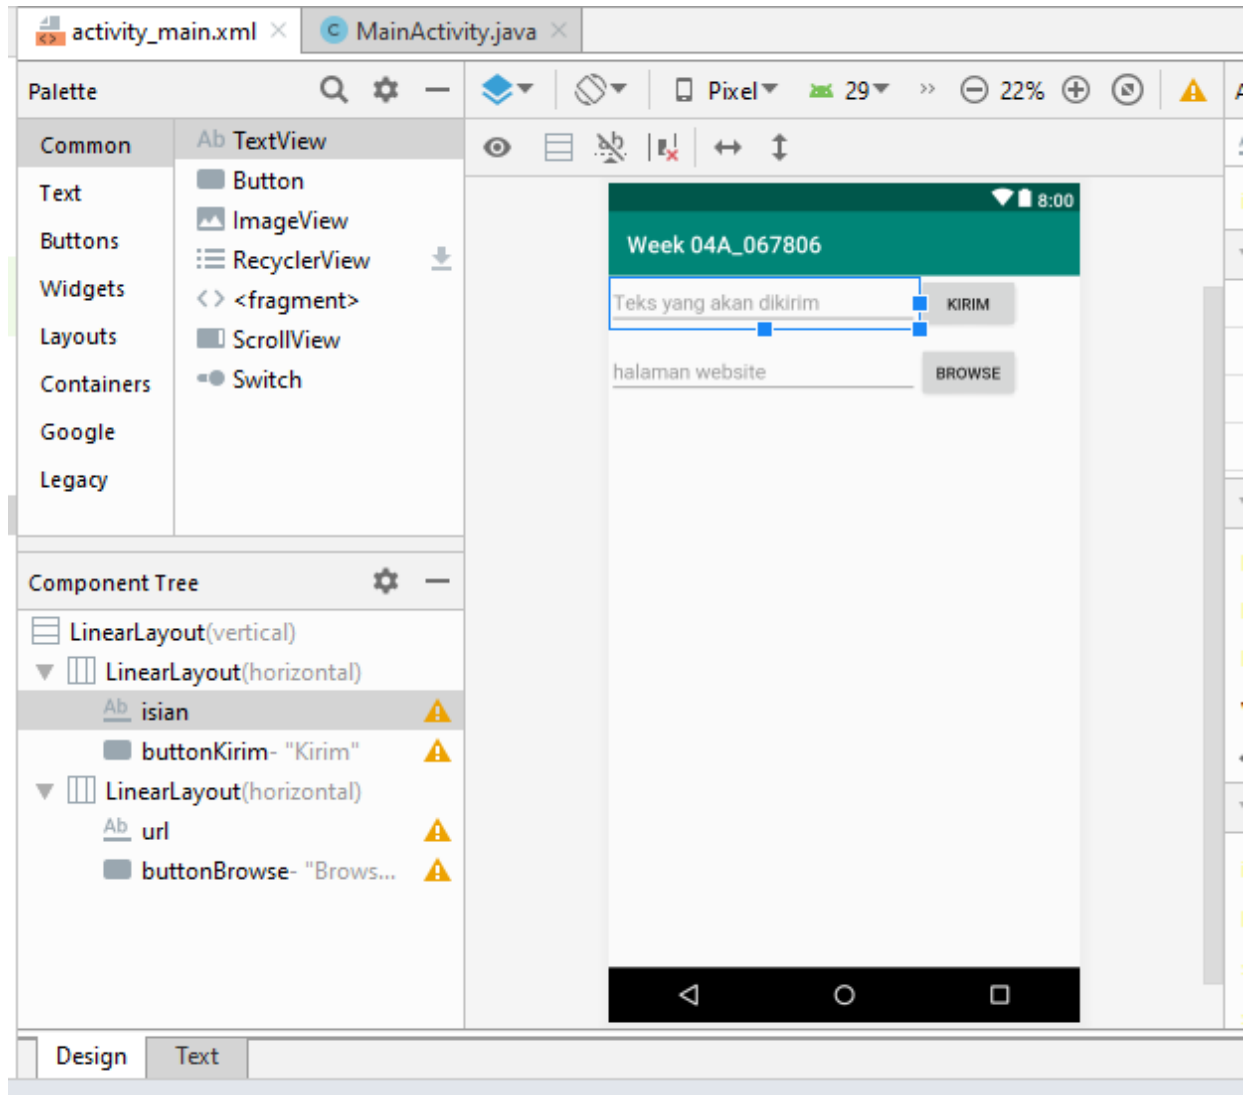 activity_main.xml
MainActivity.java
Palette
Pixel 29 22%
Common
Text
Buttons
Widgets
Layouts
Containers
Google
Legacy
Ab TextView
Button
ImageView
RecyclerView
<fragment>
ScrollView
Switch
8:00
Week 04A_067806
Teks yang akan dikirim KIRIM
halaman website BROWSE
Component Tree
LinearLayout(vertical)
LinearLayout(horizontal)
Ab isian
buttonKirim- "Kirim"
LinearLayout(horizontal)
Ab url
buttonBrowse- "Brows...
Design Text